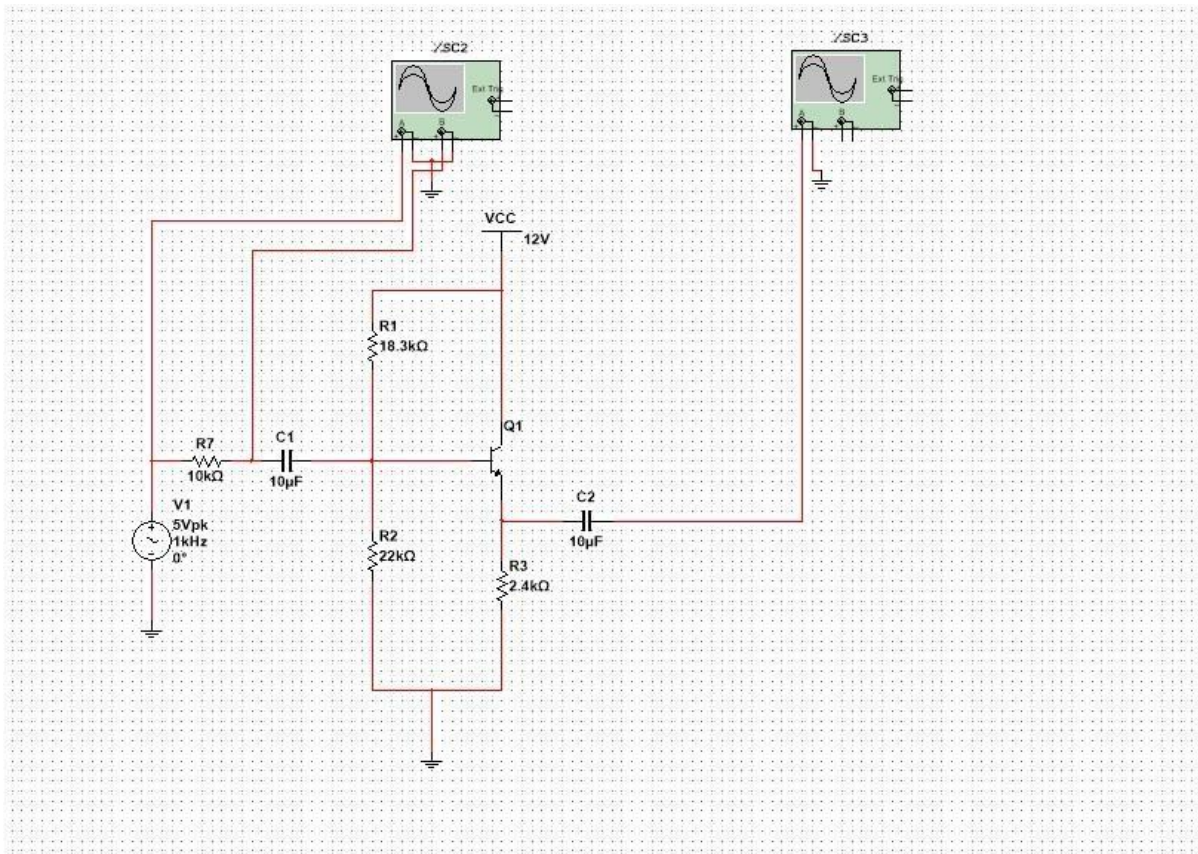 XSC2
Ext Trig
A
B
XSC3
Ext Trig
A
B
VCC
12V
R1
18.3kΩ
Q1
R7
10kΩ
C1
10µF
V1
5Vpk
1kHz
0°
R2
22kΩ
C2
10µF
R3
2.4kΩ